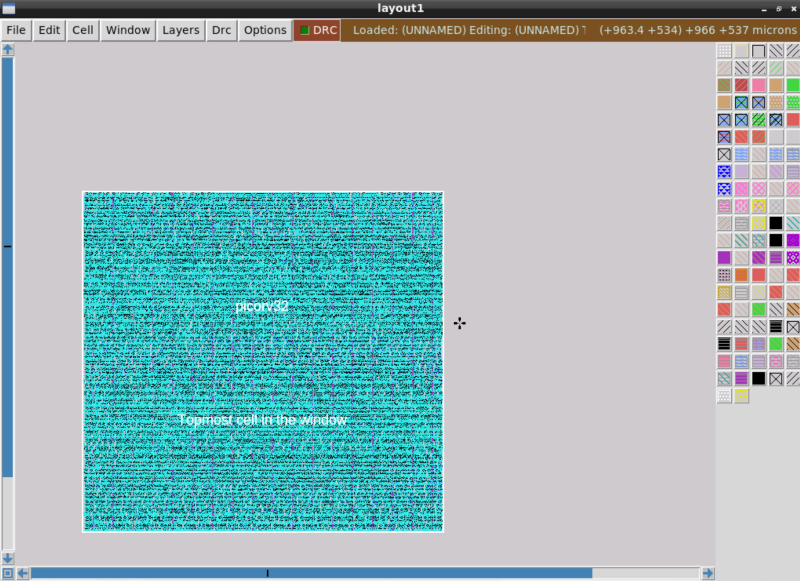 layout1
File Edit Cell Window Layers Drc Options DRC Loaded: (UNNAMED) Editing: (UNNAMED) (+963.4 +534) +966 +537 microns
picorv32
Topmost cell in the window